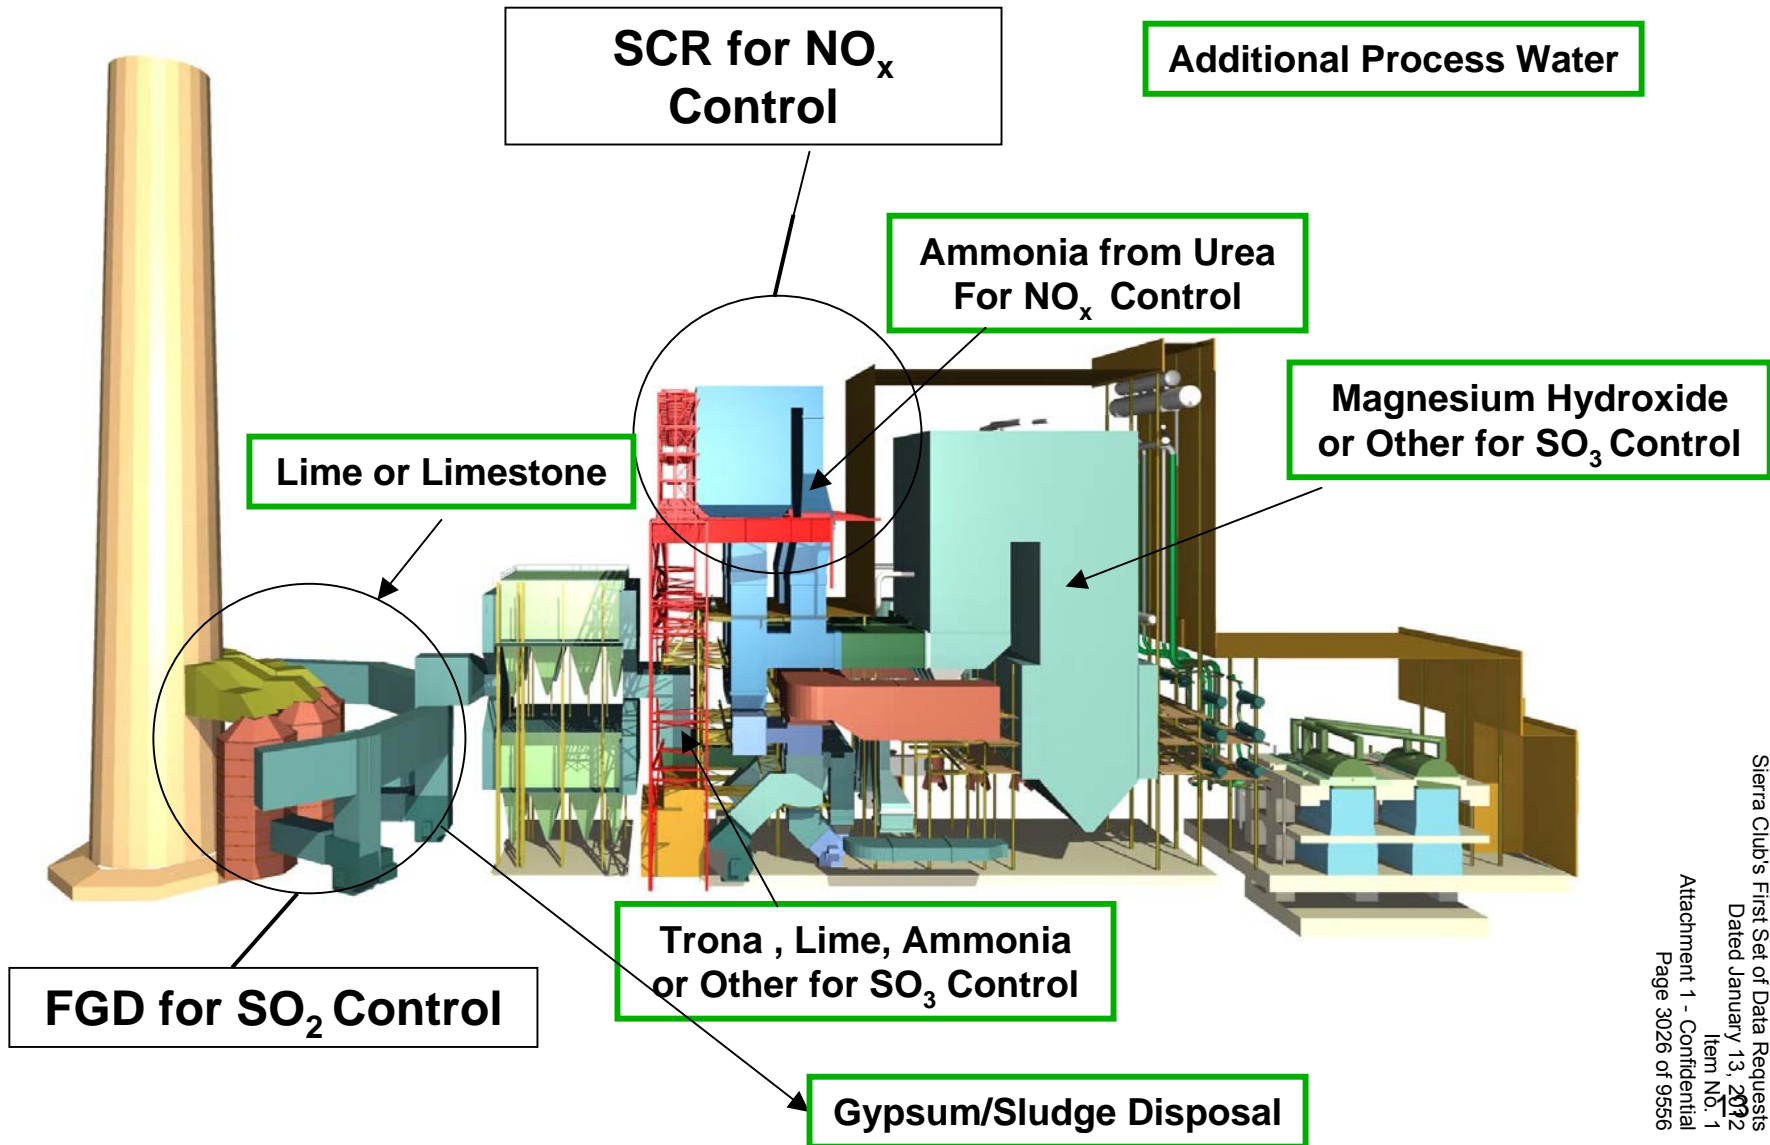 SCR for NOx
Control
Additional Process Water
Ammonia from Urea
For NOx Control
Magnesium Hydroxide
or Other for SO3 Control
Lime or Limestone
Trona , Lime, Ammonia
or Other for SO3 Control
FGD for SO2 Control
Gypsum/Sludge Disposal
Sierra Club's First Set of Data Requests
Dated January 13, 2012
Item No. 1
Attachment 1 - Confidential
Page 3026 of 9556